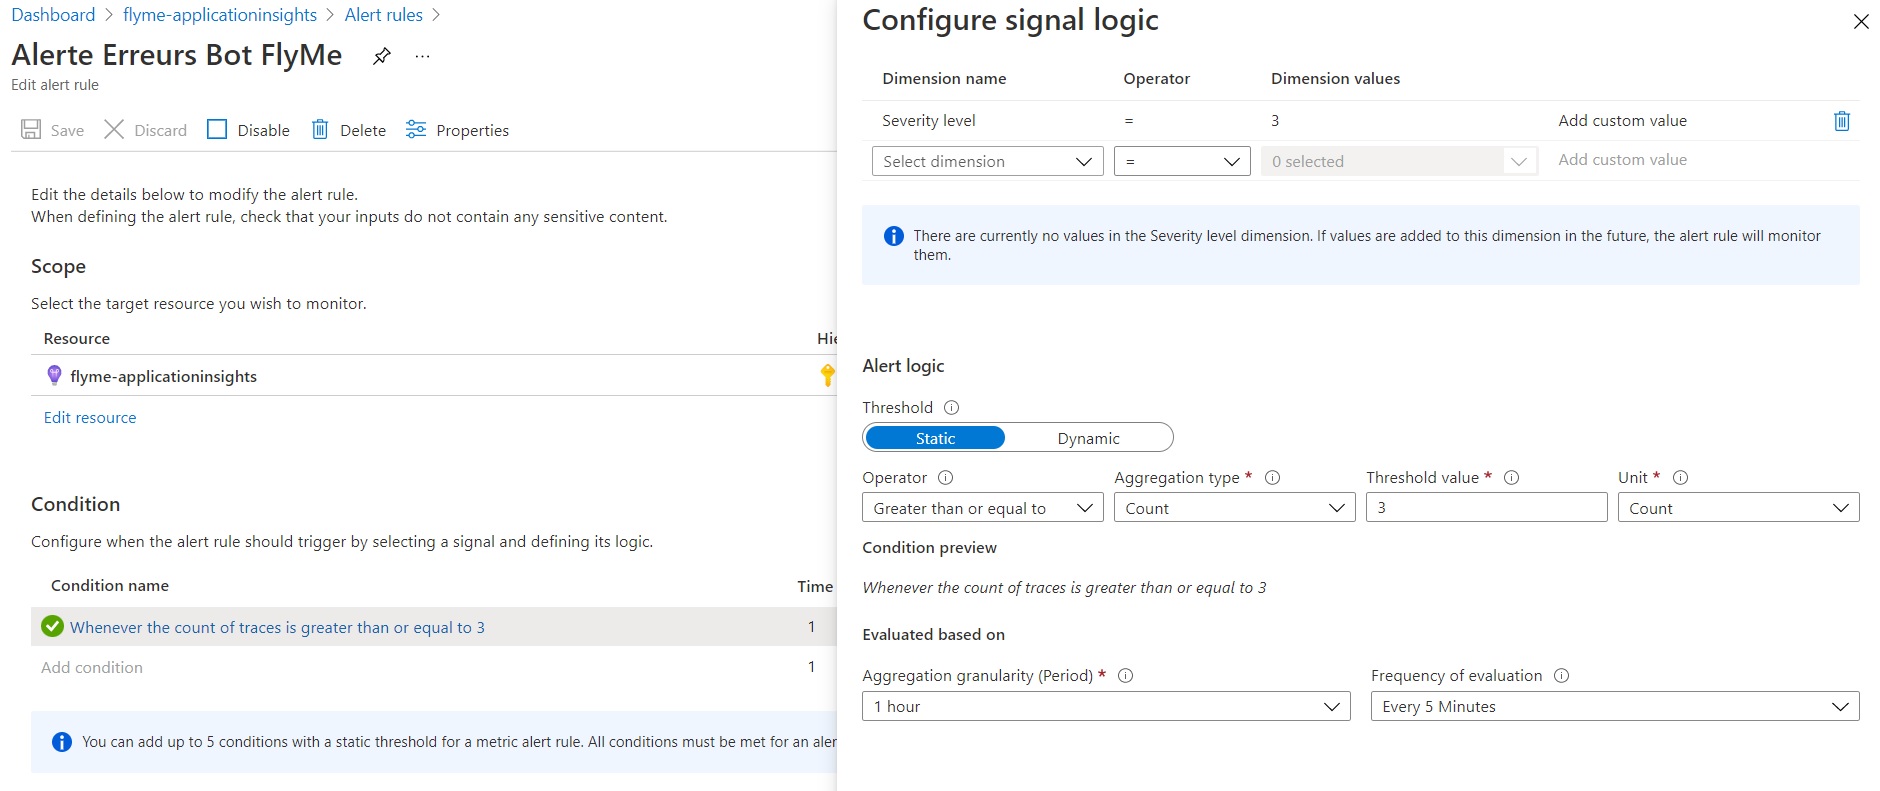 Dashboard > flyme-applicationinsights > Alert rules >
Alerte Erreurs Bot FlyMe ...
Edit alert rule
Save Discard Disable Delete Properties
Edit the details below to modify the alert rule.
When defining the alert rule, check that your inputs do not contain any sensitive content.
Scope
Select the target resource you wish to monitor.
Resource Hie
flyme-applicationinsights
Edit resource
Condition
Configure when the alert rule should trigger by selecting a signal and defining its logic.
Condition name Time
Whenever the count of traces is greater than or equal to 3 1
Add condition 1
You can add up to 5 conditions with a static threshold for a metric alert rule. All conditions must be met for an aler
Configure signal logic
Dimension name Operator Dimension values
Severity level = 3 Add custom value
Select dimension = 0 selected Add custom value
There are currently no values in the Severity level dimension. If values are added to this dimension in the future, the alert rule will monitor
them.
Alert logic
Threshold
Static Dynamic
Operator Aggregation type * Threshold value * Unit *
Greater than or equal to Count 3 Count
Condition preview
Whenever the count of traces is greater than or equal to 3
Evaluated based on
Aggregation granularity (Period) * Frequency of evaluation
1 hour Every 5 Minutes